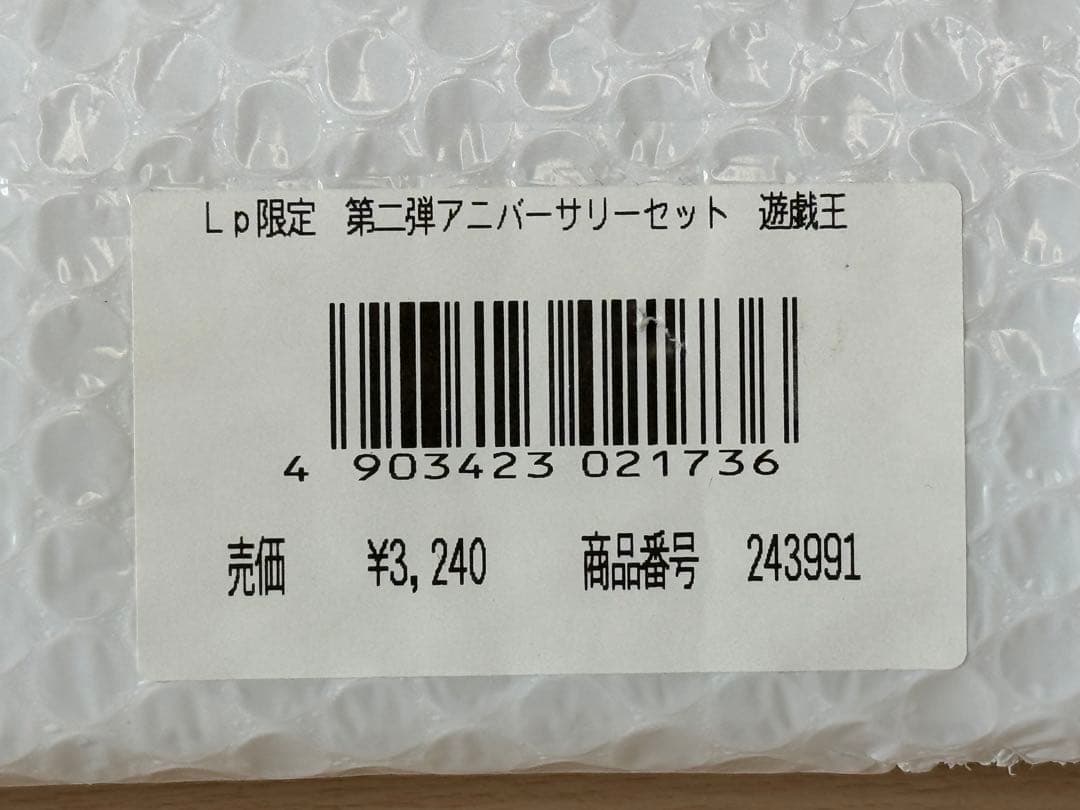 Lp限定　第二弾アニバーサリーセット　遊戯王
4 903423 021736
売価　¥3,240　商品番号　243991